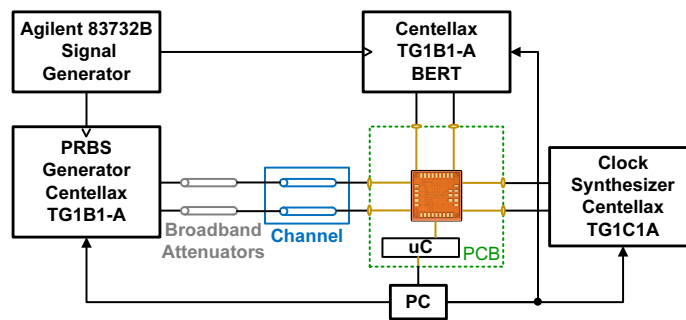 Agilent 83732B
Signal
Generator
Centellax
TG1B1-A
BERT
PRBS
Generator
Centellax
TG1B1-A
Broadband
Attenuators
Channel
uC
PCB
Clock
Synthesizer
Centellax
TG1C1A
PC